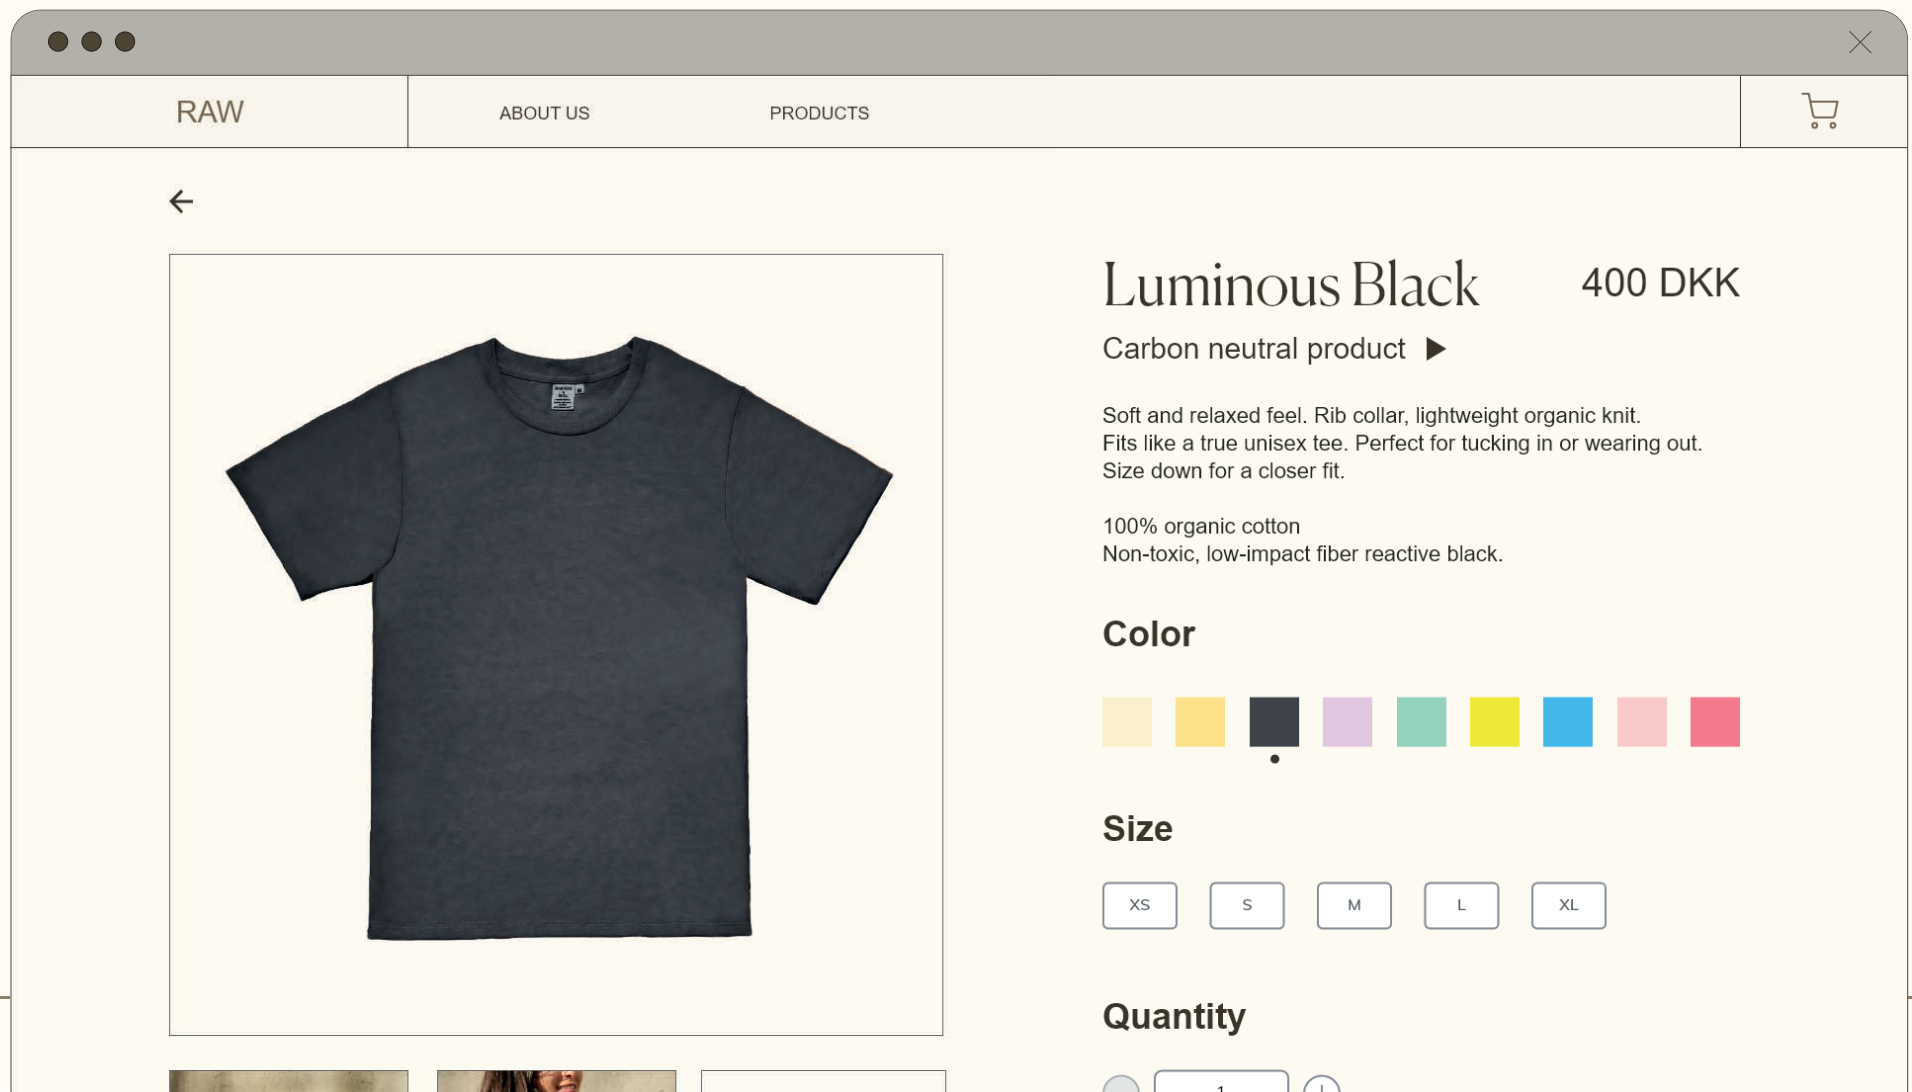 RAW
ABOUT US
PRODUCTS
Luminous Black
400 DKK
Carbon neutral product
Soft and relaxed feel. Rib collar, lightweight organic knit.
Fits like a true unisex tee. Perfect for tucking in or wearing out.
Size down for a closer fit.
100% organic cotton
Non-toxic, low-impact fiber reactive black.
Color
Size
XS
S
M
L
XL
Quantity
1